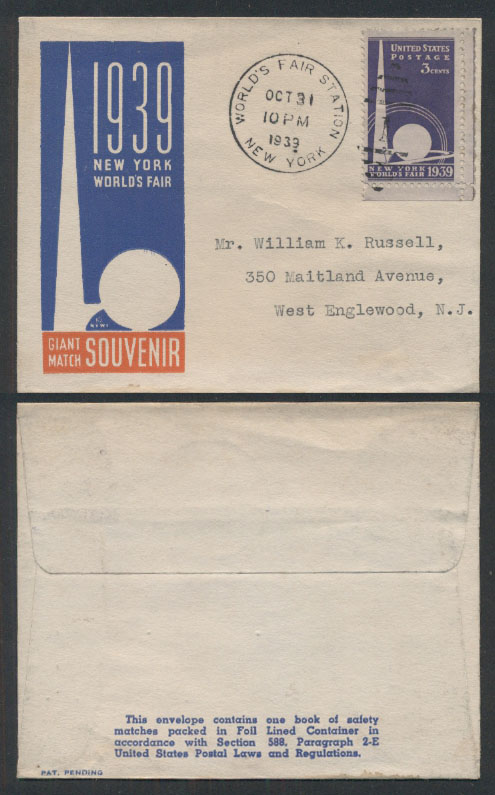 1939
NEW YORK
WORLD'S FAIR
GIANT
MATCH SOUVENIR
WORLD'S FAIR STATION
OCT 31
10 PM
1939
NEW YORK
UNITED STATES
POSTAGE
3 CENTS
NEW YORK
WORLD'S FAIR 1939
Mr. William K. Russell,
350 Maitland Avenue,
West Englewood, N.J.
This envelope contains one book of safety
matches packed in Foil Lined Container in
accordance with Section 588, Paragraph 2-E
United States Postal Laws and Regulations.
PAT. PENDING